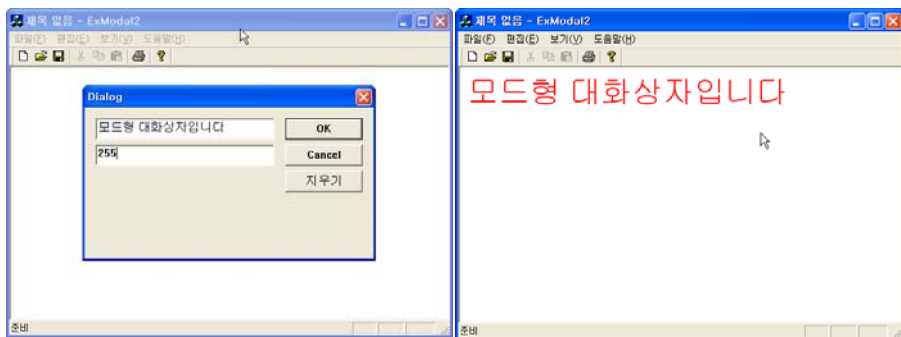 제목 없음 - ExModal2
파일(F) 편집(E) 보기(V) 도움말(H)
Dialog
모드형 대화상자입니다
OK
255
Cancel
지우기
준비
제목 없음 - ExModal2
파일(F) 편집(E) 보기(V) 도움말(H)
모드형 대화상자입니다
준비